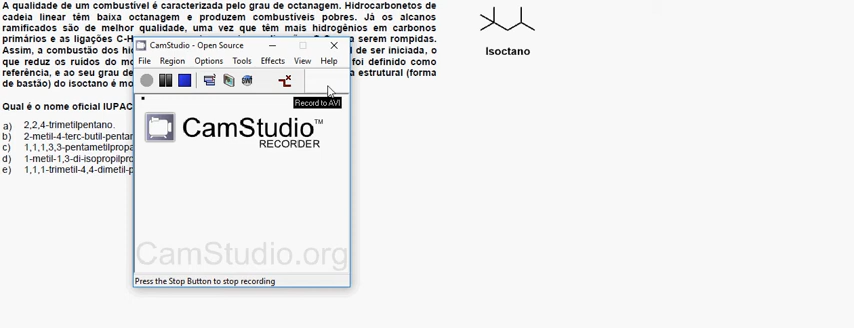 A qualidade de um combustível é caracterizada pelo grau de octanagem. Hidrocarbonetos de
cadeia linear têm baixa octanagem e produzem combustíveis pobres. Já os alcanos
ramificados são de melhor qualidade, uma vez que têm mais hidrogênios em carbonos
primários e as ligações C-H
a serem rompidas.
Assim, a combustão dos hi
de ser iniciada, o
que reduz os ruídos do mo
foi definido como
referência, e ao seu grau de
a estrutural (forma
de bastão) do isoctano é mo
Qual é o nome oficial IUPAC
a) 2,2,4-trimetilpentano.
b) 2-metil-4-terc-butil-pentan
c) 1,1,1,3,3-pentametilpropa
d) 1-metil-1,3-di-isopropilpro
e) 1,1,1-trimetil-4,4-dimetil-p
Isoctano
CamStudio - Open Source
File Region Options Tools Effects View Help
Record to AVI
CamStudio™
RECORDER
CamStudio.org
Press the Stop Button to stop recording